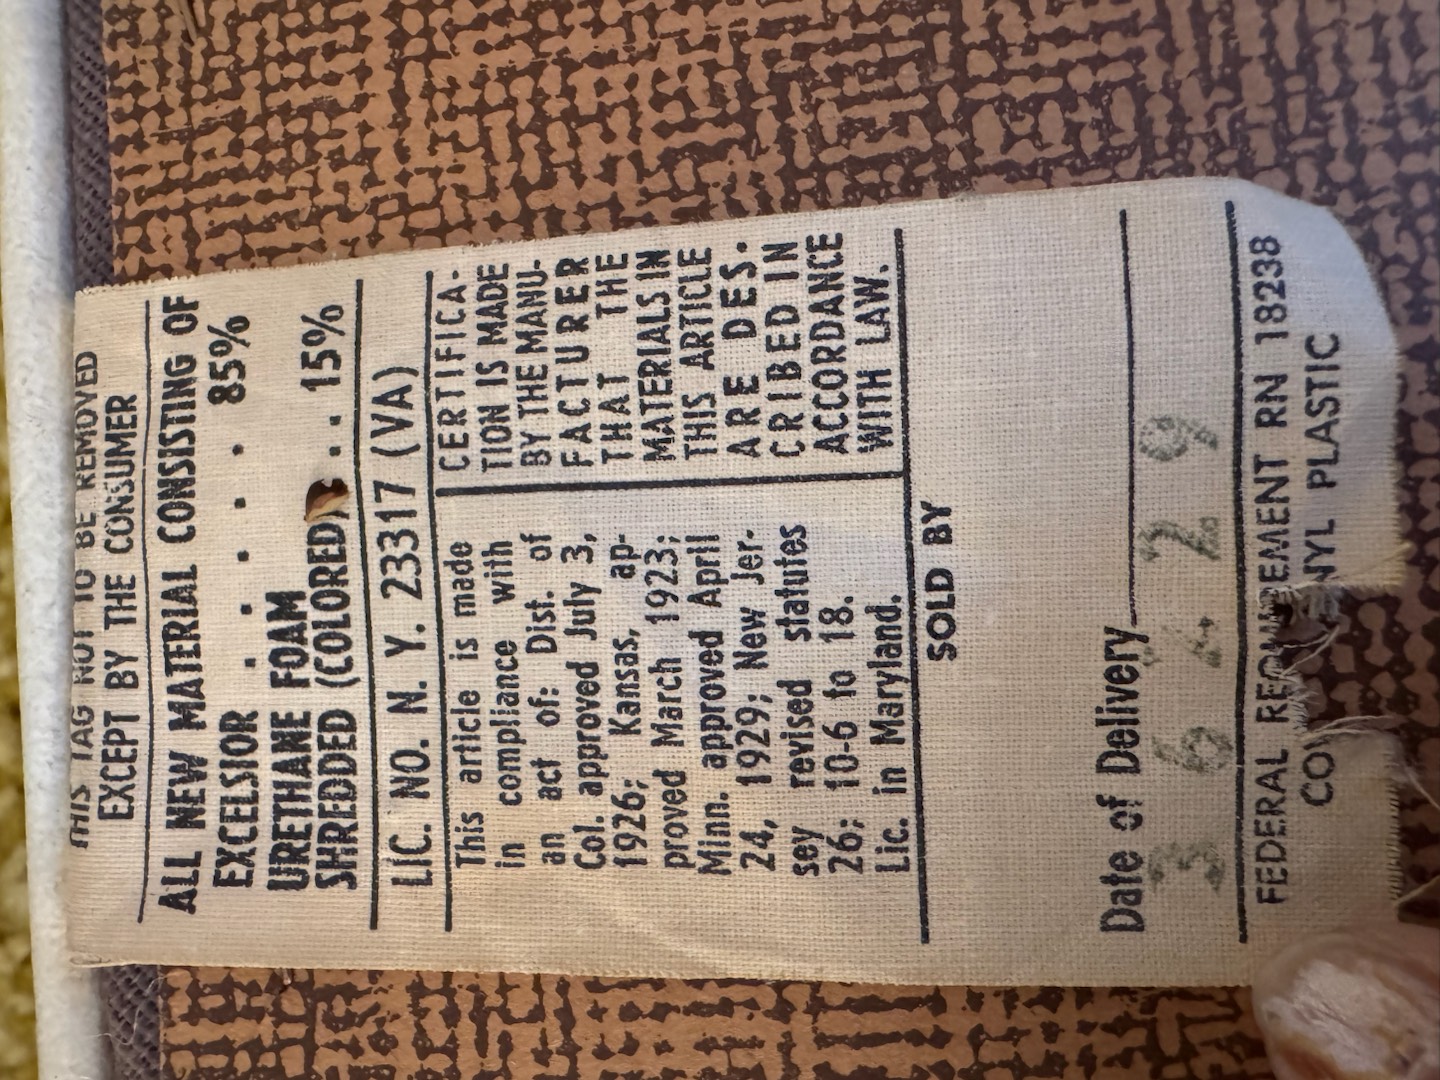 THIS TAG NOT TO BE REMOVED
EXCEPT BY THE CONSUMER
ALL NEW MATERIAL CONSISTING OF
EXCELSIOR . . . . . 85%
URETHANE FOAM
SHREDDED (COLORED) . . 15%
LIC. NO. N. Y. 23317 (VA)
This article is made
in compliance with
an act of: Dist. of
Col. approved July 3,
1926; Kansas, ap-
proved March 1923;
Minn. approved April
24, 1929; New Jer-
sey revised statutes
26; 10-6 to 18.
Lic. in Maryland.
CERTIFICA-
TION IS MADE
BY THE MANU-
FACTURER
THAT THE
MATERIALS IN
THIS ARTICLE
ARE DES-
CRIBED IN
ACCORDANCE
WITH LAW.
SOLD BY
Date of Delivery
FEDERAL REQUIREMENT RN 18238
PLASTIC